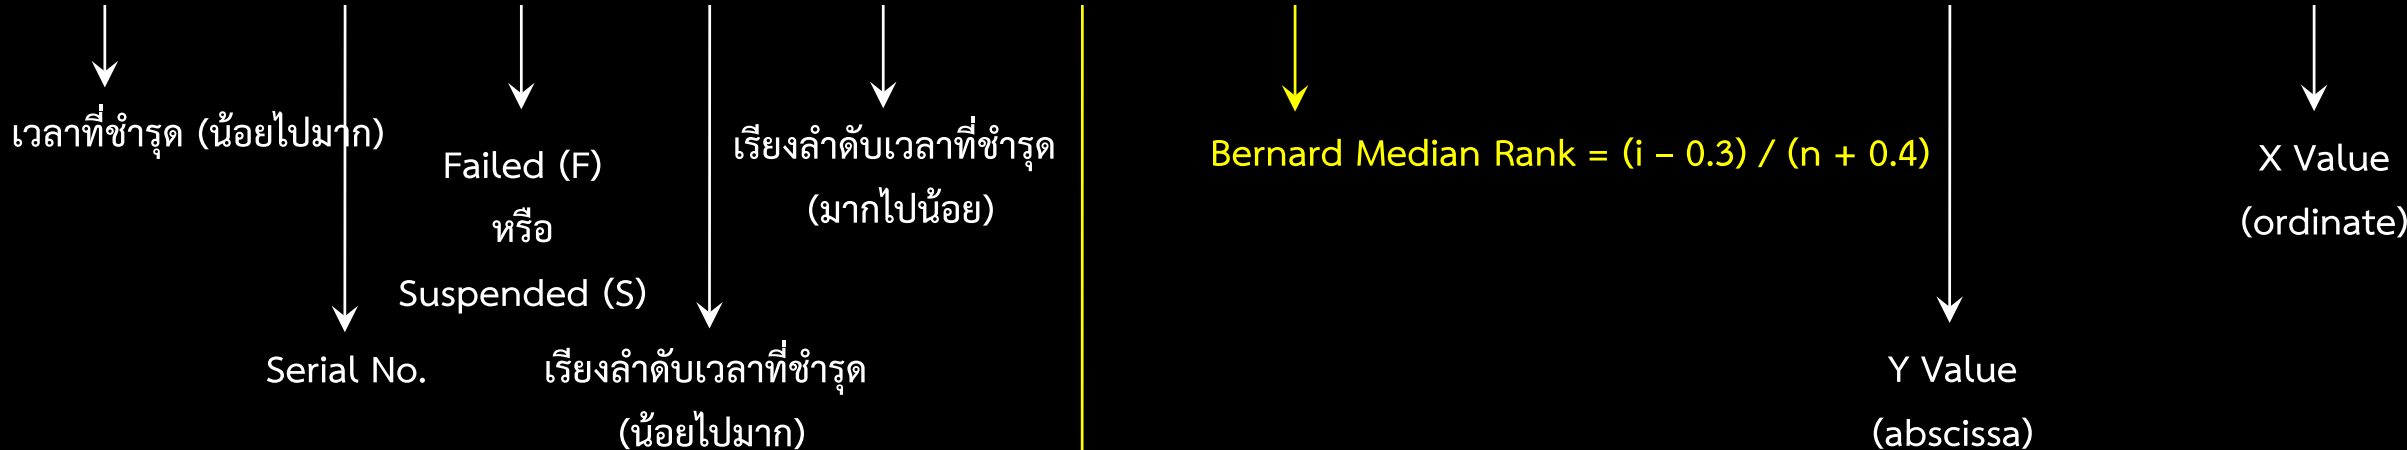 เวลาที่ชำรุด (น้อยไปมาก)
Failed (F)
หรือ
Suspended (S)
เรียงลำดับเวลาที่ชำรุด
(มากไปน้อย)
Bernard Median Rank = (i – 0.3) / (n + 0.4)
X Value
(ordinate)
Serial No.
เรียงลำดับเวลาที่ชำรุด
(น้อยไปมาก)
Y Value
(abscissa)